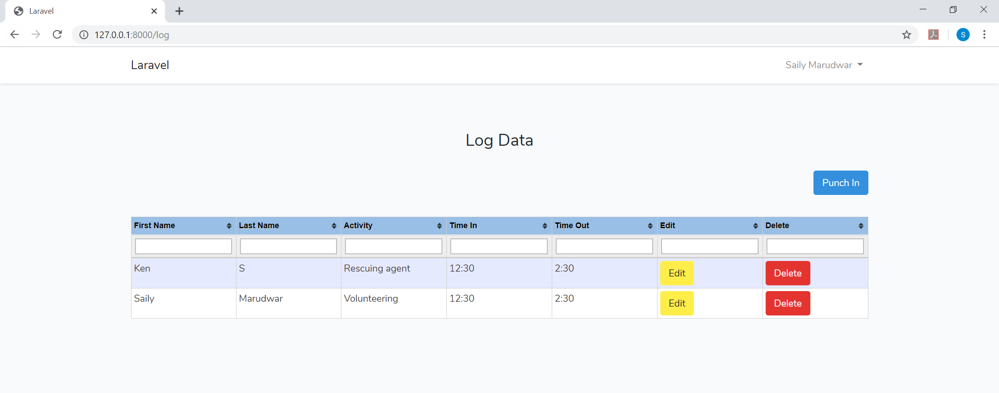 Laravel
127.0.0.1:8000/log
S
Laravel
Saily Marudwar
Log Data
Punch In
First Name Last Name Activity Time In Time Out Edit Delete
Ken S Rescuing agent 12:30 2:30 Edit Delete
Saily Marudwar Volunteering 12:30 2:30 Edit Delete